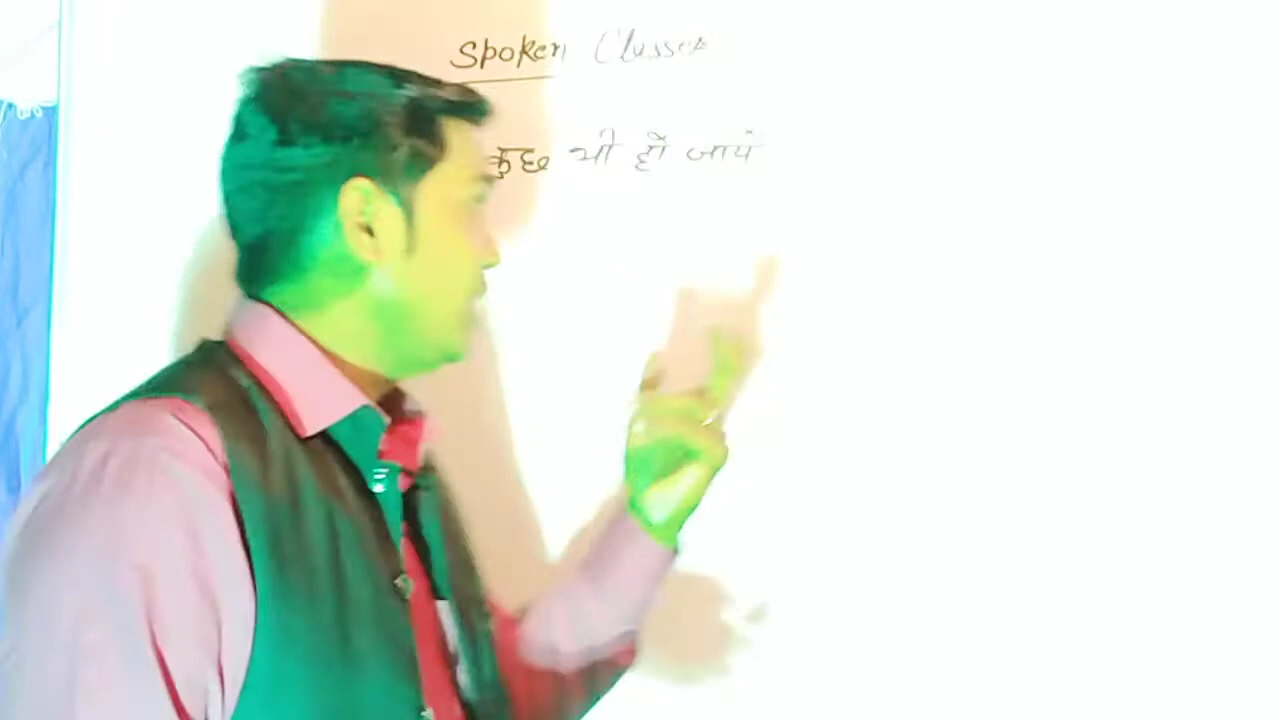 Spoken Classes
कुछ भी हो जाये